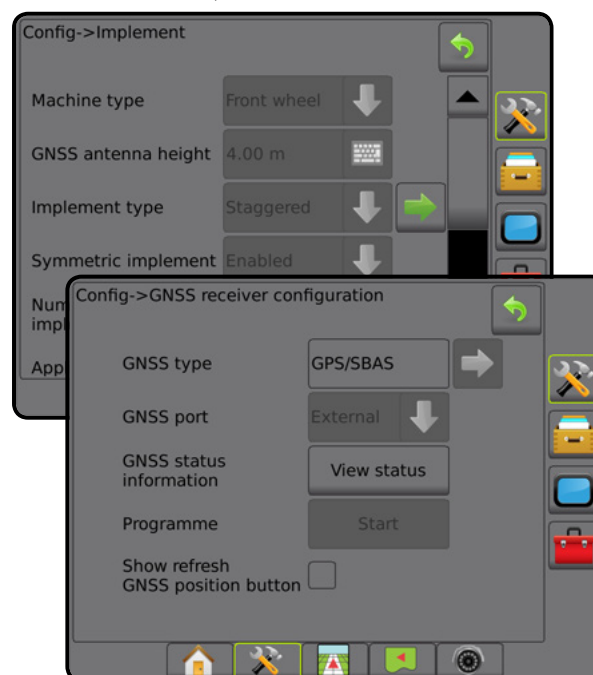 Config->Implement
Machine type Front wheel
GNSS antenna height 4.00 m
Implement type Staggered
Symmetric implement Enabled
Num
impl
App
Config->GNSS receiver configuration
GNSS type GPS/SBAS
GNSS port External
GNSS status
information View status
Programme Start
Show refresh
GNSS position button